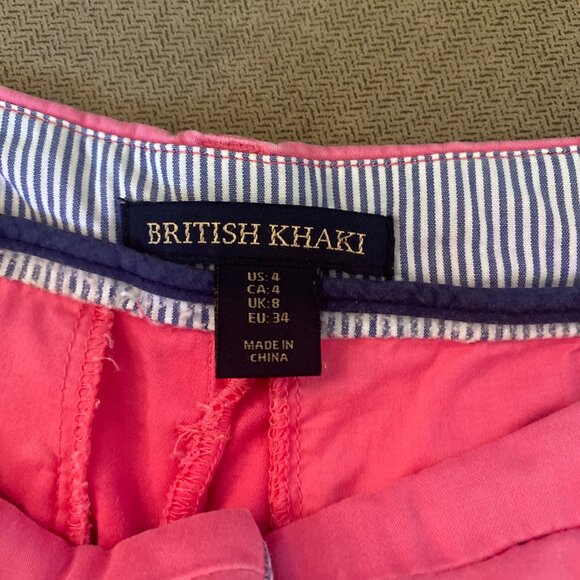 BRITISH KHAKI
US: 4
CA: 4
UK: 8
EU: 34
MADE IN
CHINA